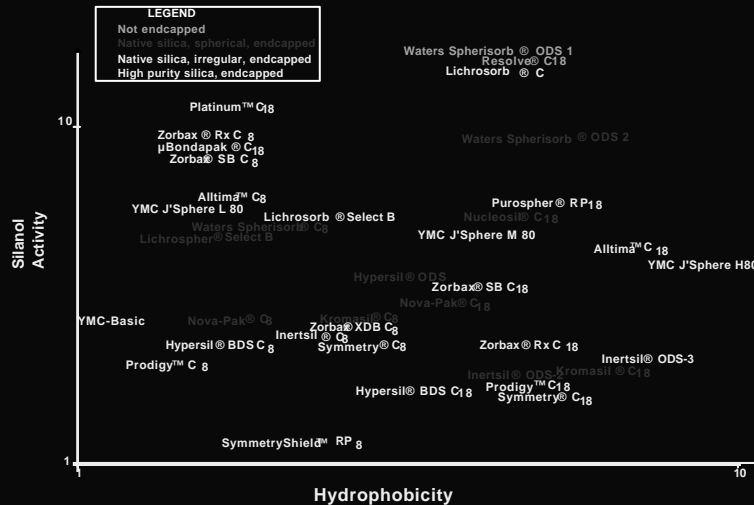 LEGEND
Not endcapped
Native silica, spherical, endcapped
Native silica, irregular, endcapped
High purity silica, endcapped
Waters Spherisorb ® ODS 1
Resolve® C18
Lichrosorb ® C
Platinum™ C18
10
Zorbax ® Rx C 8
µBondapak ® C18
Zorbax® SB C 8
Waters Spherisorb ® ODS 2
Alltima™ C8
YMC J'Sphere L 80
Lichrosorb ®Select B
Purospher® RP18
Nucleosil® C18
Waters Spherisorb® C8
Lichrospher®Select B
YMC J'Sphere M 80
Alltima™ C 18
YMC J'Sphere H80
Silanol
Activity
Hypersil® ODS
Zorbax® SB C18
Nova-Pak® C18
YMC-Basic
Nova-Pak® C8
Kromasil® C8
Zorbax® XDB C8
Inertsil ® C8
Hypersil® BDS C 8
Symmetry® C8
Zorbax® Rx C 18
Inertsil® ODS-3
Prodigy™ C 8
Inertsil® ODS-2
Kromasil ® C18
Hypersil® BDS C18
Prodigy™ C18
Symmetry® C18
SymmetryShield™ RP 8
1
1
10
Hydrophobicity